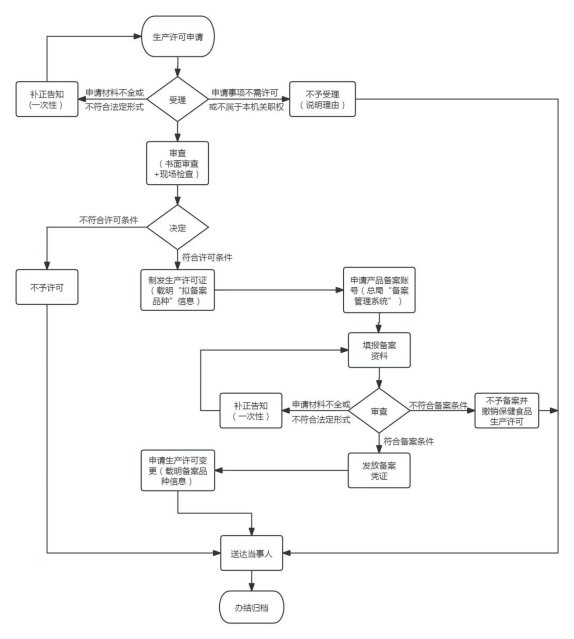 生产许可申请
补正告知
(一次性)
申请材料不全或
不符合法定形式
受理
申请事项不需许可
或不属于本机关职权
不予受理
(说明理由)
审查
(书面审查
+现场检查)
不符合许可条件
决定
符合许可条件
不予许可
制发生产许可证
(载明“拟备案
品种”信息)
申请产品备案账
号(总局“备案
管理系统”)
填报备案
资料
补正告知
(一次性)
申请材料不全或
不符合法定形式
审查
不符合备案条件
不予备案并
撤销保健食品
生产许可
符合备案条件
申请生产许可变
更(载明备案品
种信息)
发放备案
凭证
送达当事人
办结归档